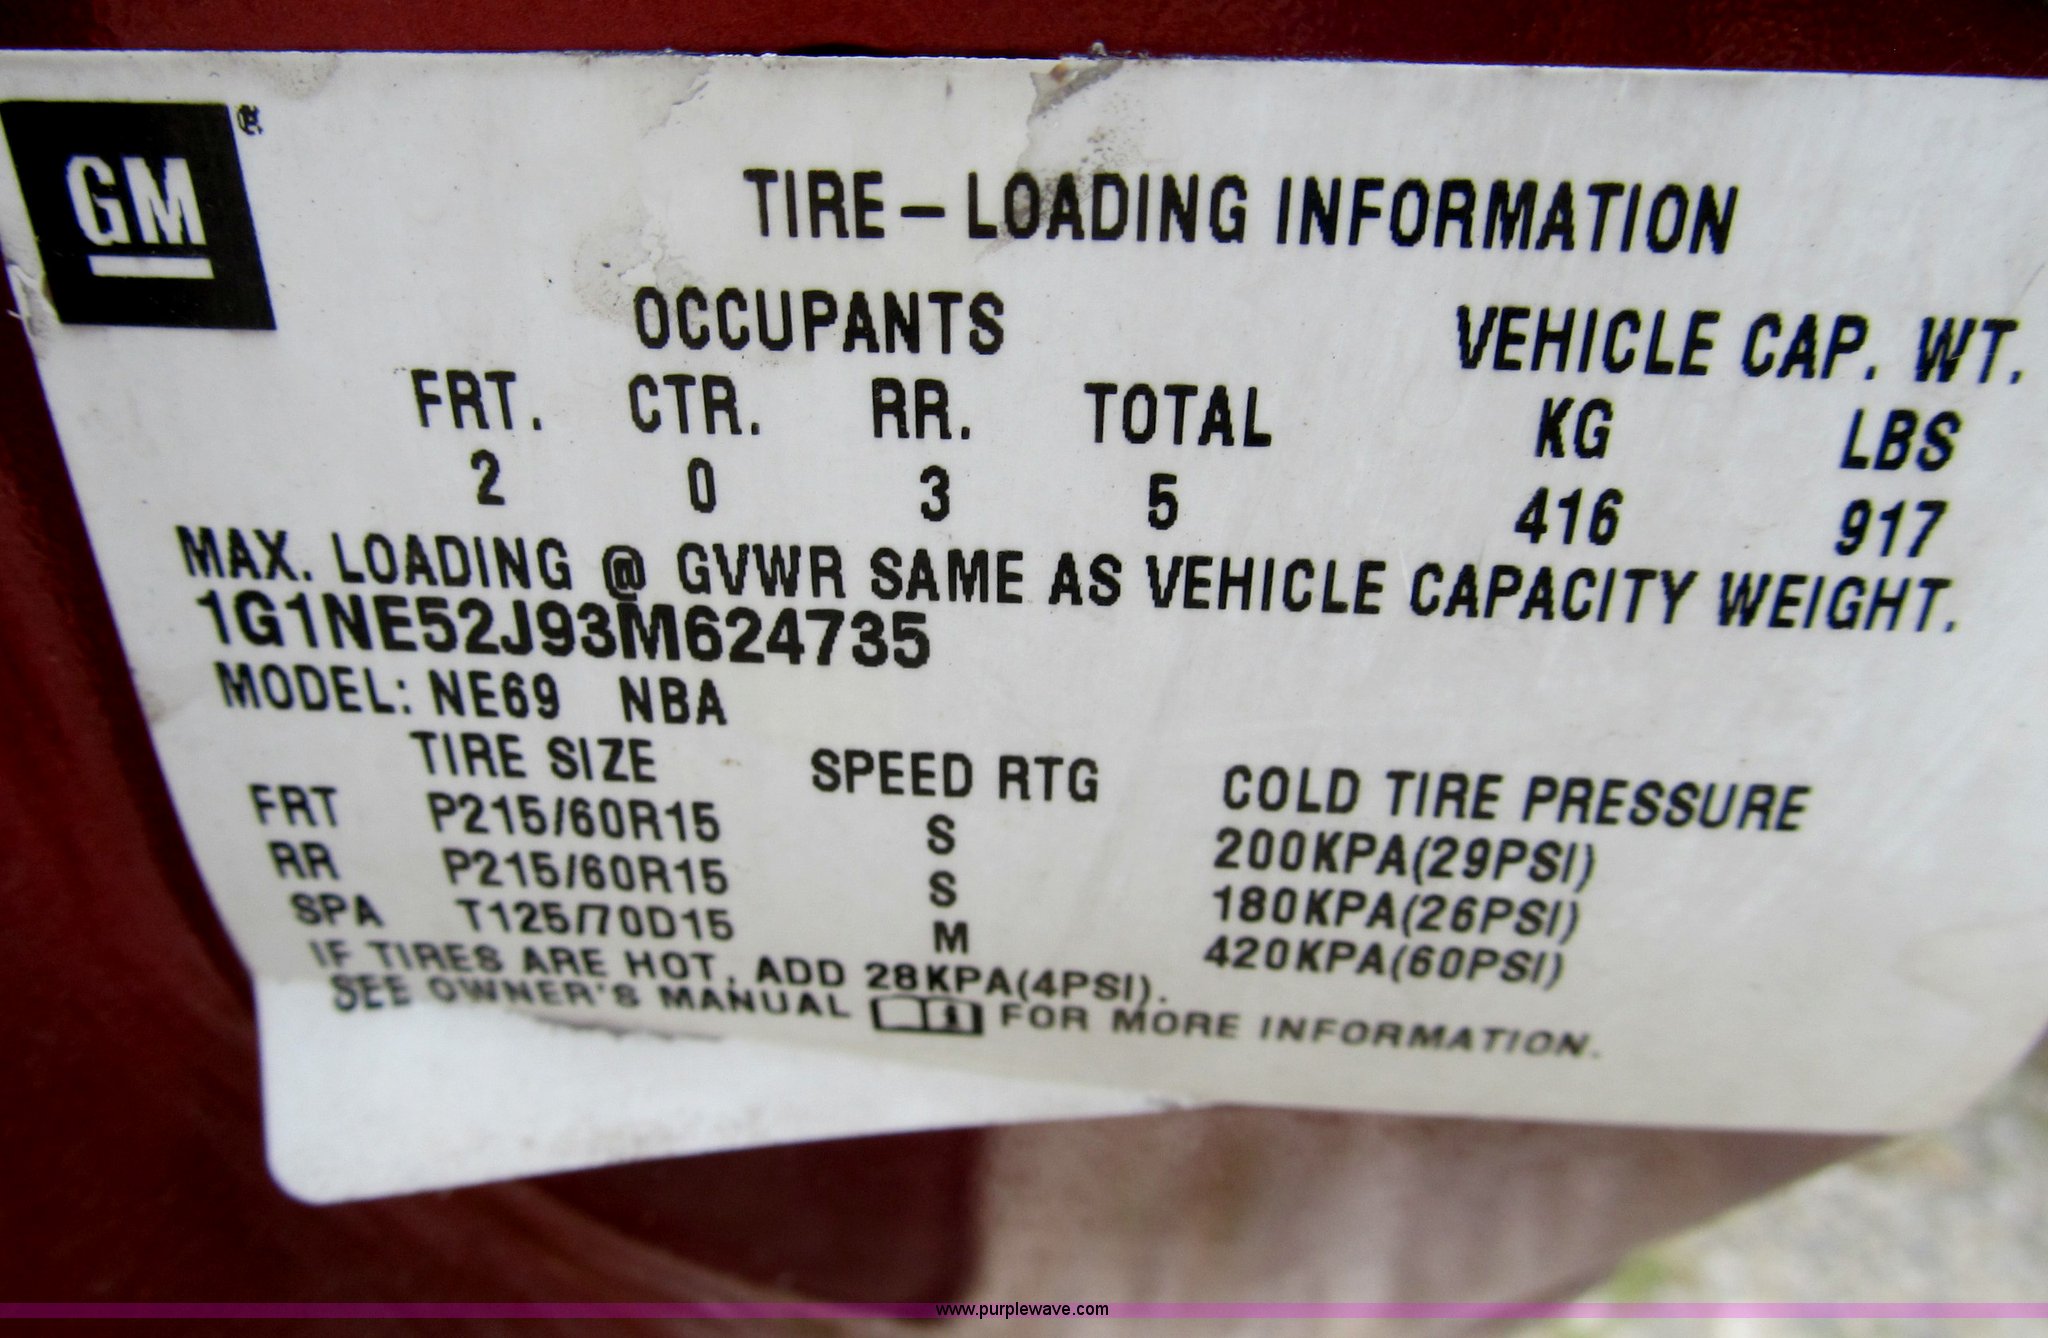 GM ®
TIRE – LOADING INFORMATION
OCCUPANTS VEHICLE CAP. WT.
FRT. CTR. RR. TOTAL KG LBS
2 0 3 5 416 917
MAX. LOADING @ GVWR SAME AS VEHICLE CAPACITY WEIGHT.
1G1NE52J93M624735
MODEL: NE69 NBA
TIRE SIZE SPEED RTG COLD TIRE PRESSURE
FRT P215/60R15 S 200KPA(29PSI)
RR P215/60R15 S 180KPA(26PSI)
SPA T125/70D15 M 420KPA(60PSI)
IF TIRES ARE HOT, ADD 28KPA(4PSI).
SEE OWNER'S MANUAL FOR MORE INFORMATION.
www.purplewave.com